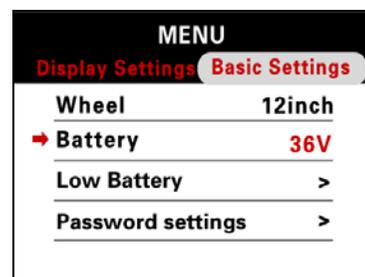 MENU
Display Settings Basic Settings
Wheel 12inch
➡ Battery 36V
Low Battery >
Password settings >